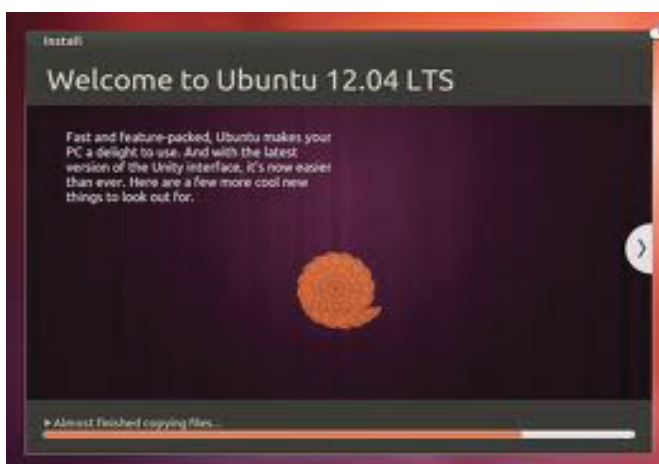 Install
Welcome to Ubuntu 12.04 LTS
Fast and feature-packed, Ubuntu makes your
PC a delight to use. And with the latest
version of the Unity interface, it's now easier
than ever. Here are a few more cool new
things to look out for.
Almost finished copying files...